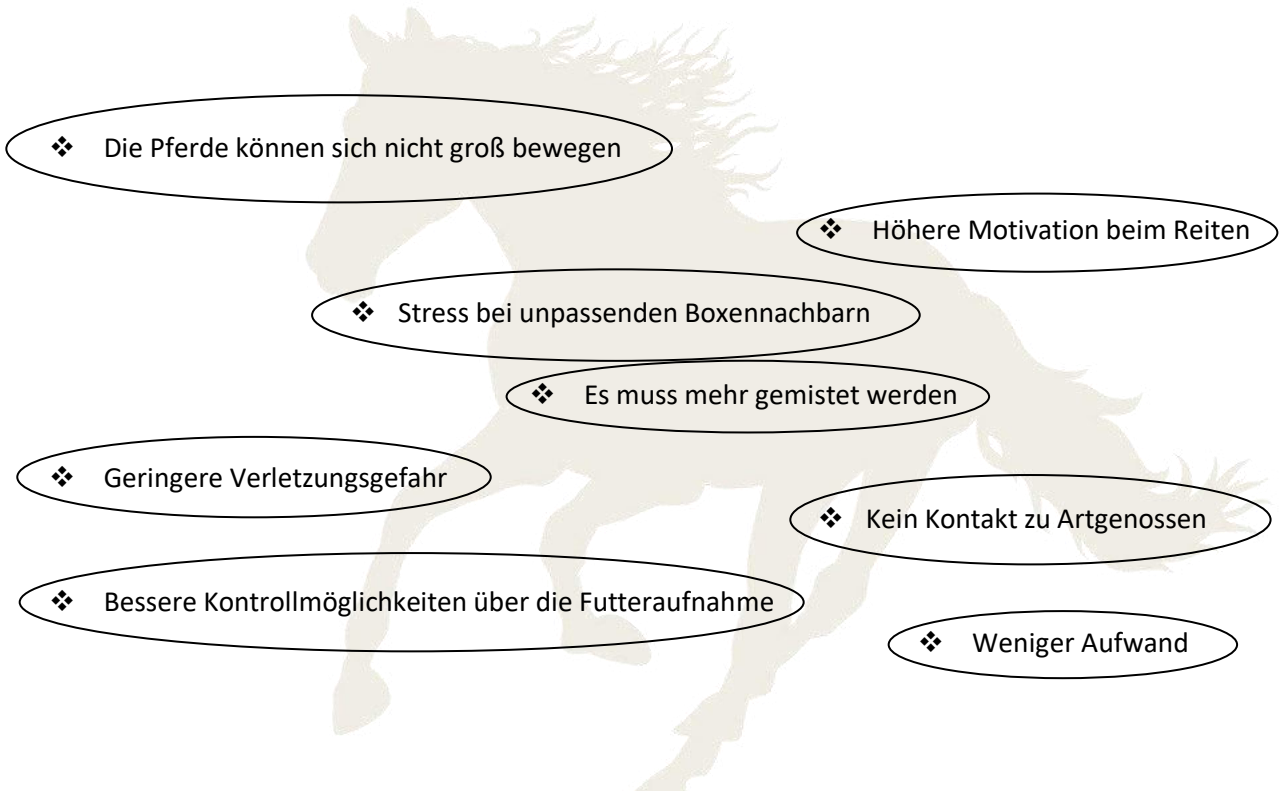 ❖ Die Pferde können sich nicht groß bewegen
❖ Höhere Motivation beim Reiten
❖ Stress bei unpassenden Boxennachbarn
❖ Es muss mehr gemistet werden
❖ Geringere Verletzungsgefahr
❖ Kein Kontakt zu Artgenossen
❖ Bessere Kontrollmöglichkeiten über die Futteraufnahme
❖ Weniger Aufwand